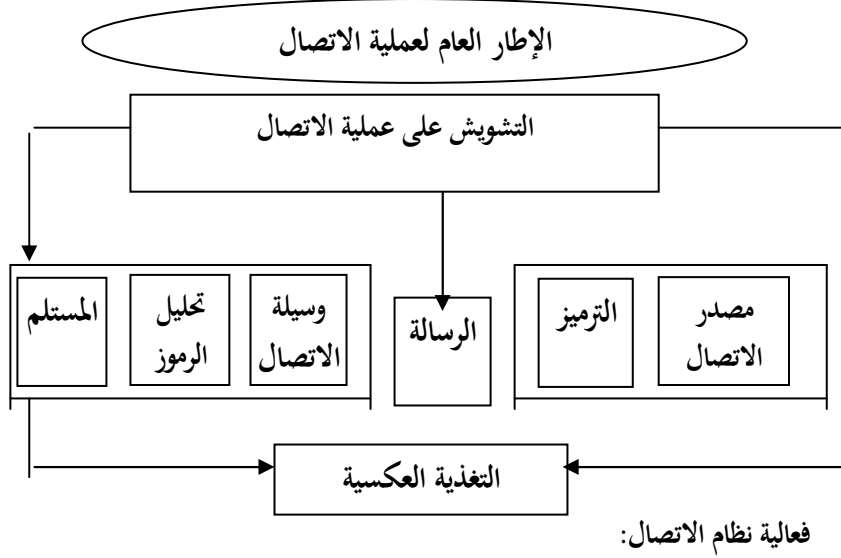 الإطار العام لعملية الاتصال
التشويش على عملية الاتصال
مصدر
الاتصال
الترميز
الرسالة
وسيلة
الاتصال
تحليل
الرموز
المستلم
التغذية العكسية
فعالية نظام الاتصال: